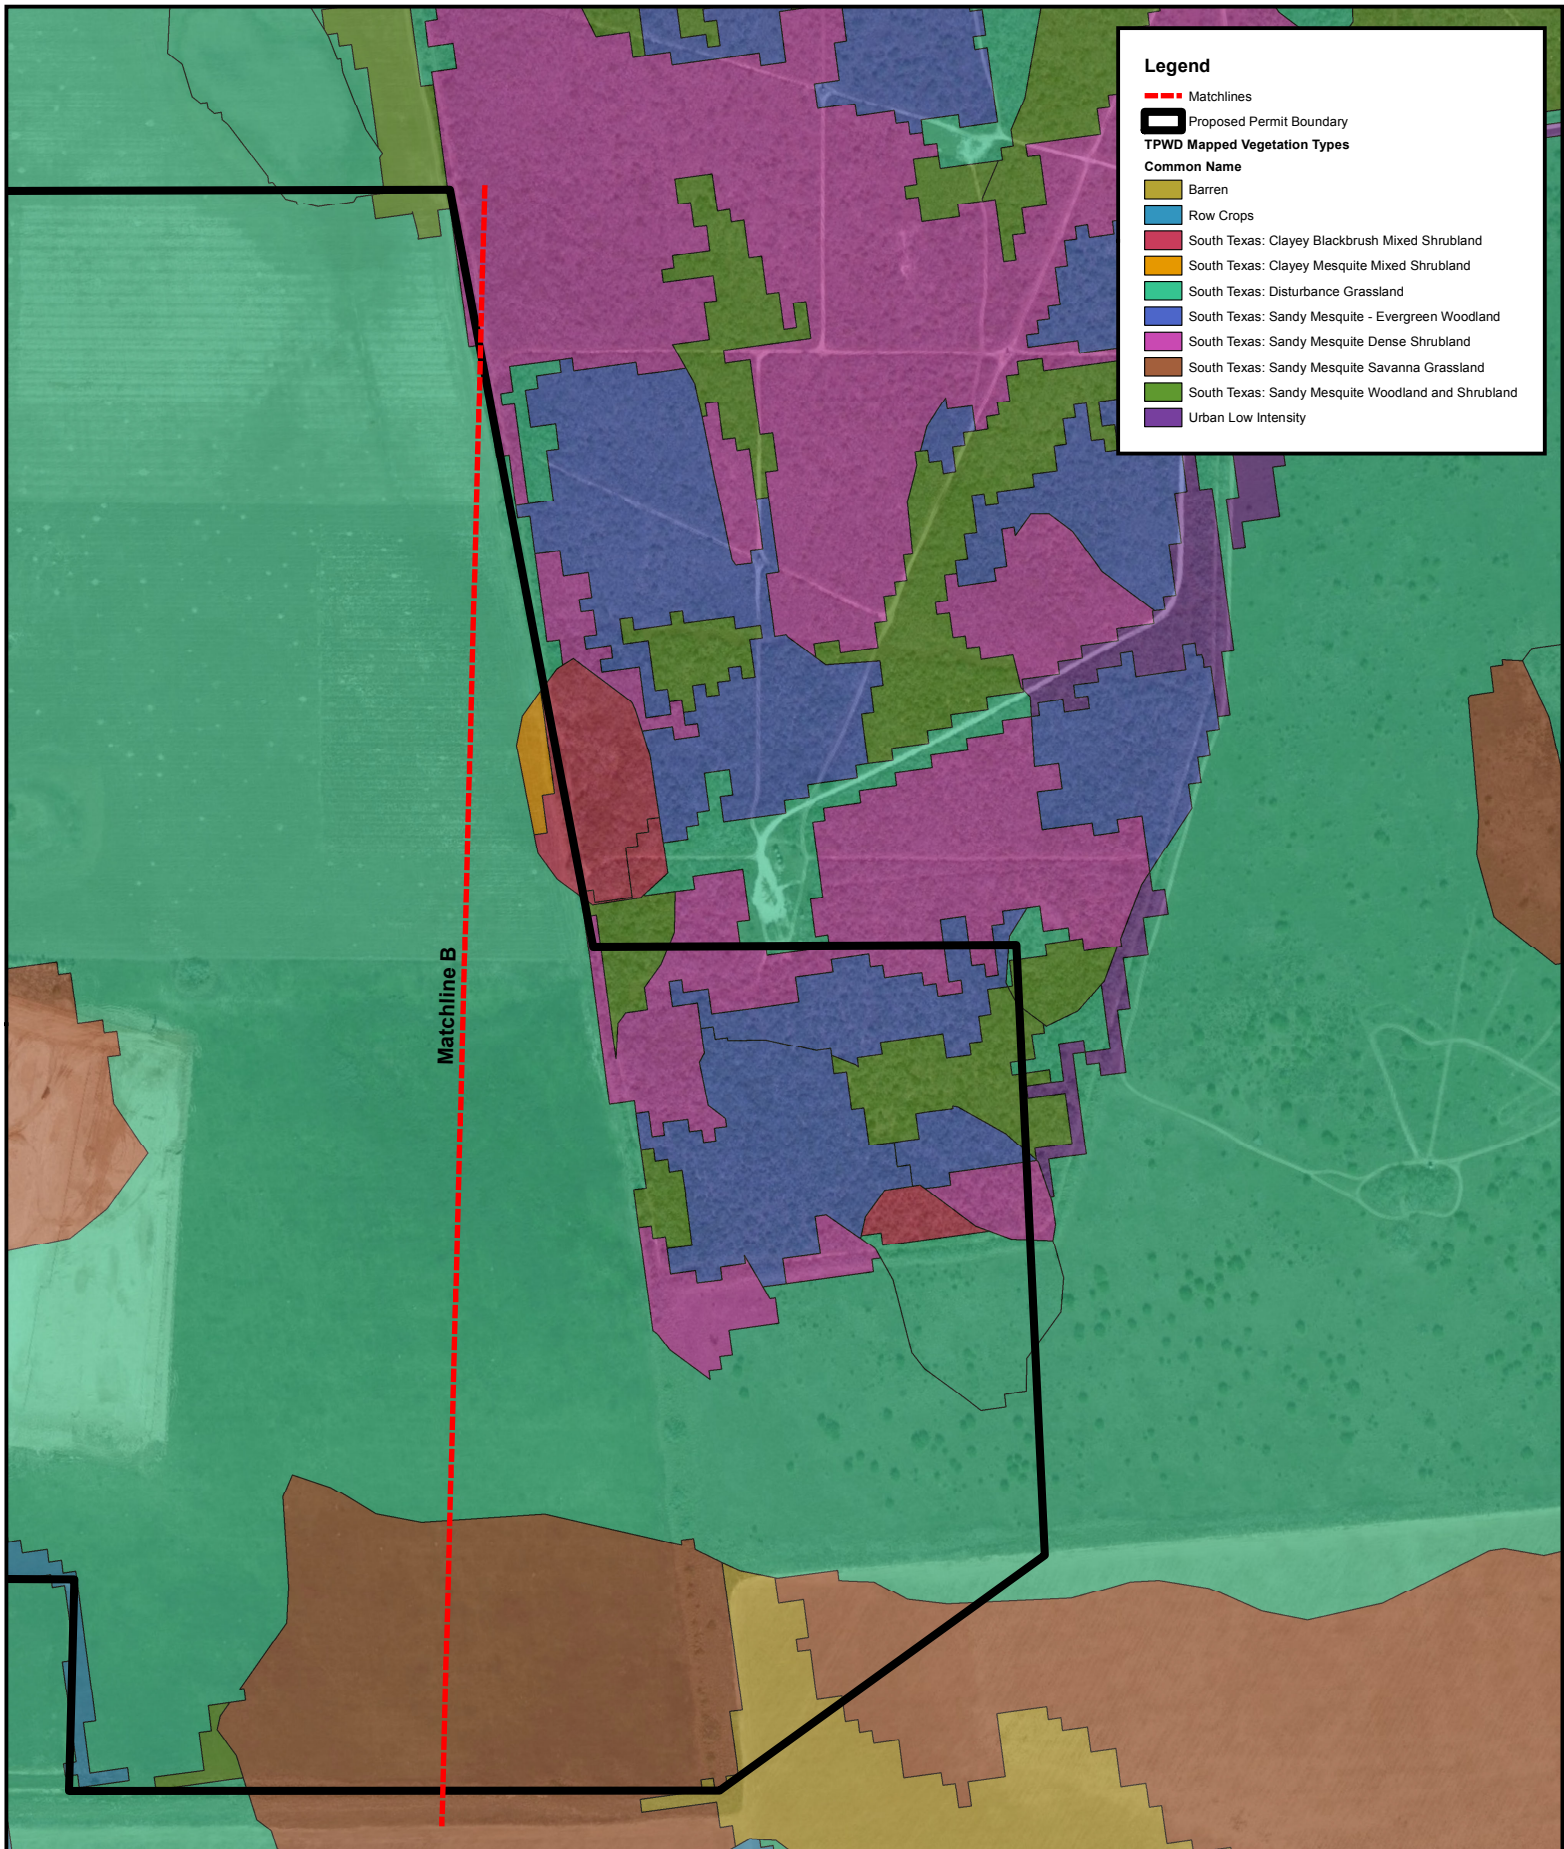 Legend
Matchlines
Proposed Permit Boundary
TPWD Mapped Vegetation Types
Common Name
Barren
Row Crops
South Texas: Clayey Blackbrush Mixed Shrubland
South Texas: Clayey Mesquite Mixed Shrubland
South Texas: Disturbance Grassland
South Texas: Sandy Mesquite - Evergreen Woodland
South Texas: Sandy Mesquite Dense Shrubland
South Texas: Sandy Mesquite Savanna Grassland
South Texas: Sandy Mesquite Woodland and Shrubland
Urban Low Intensity
Matchline B